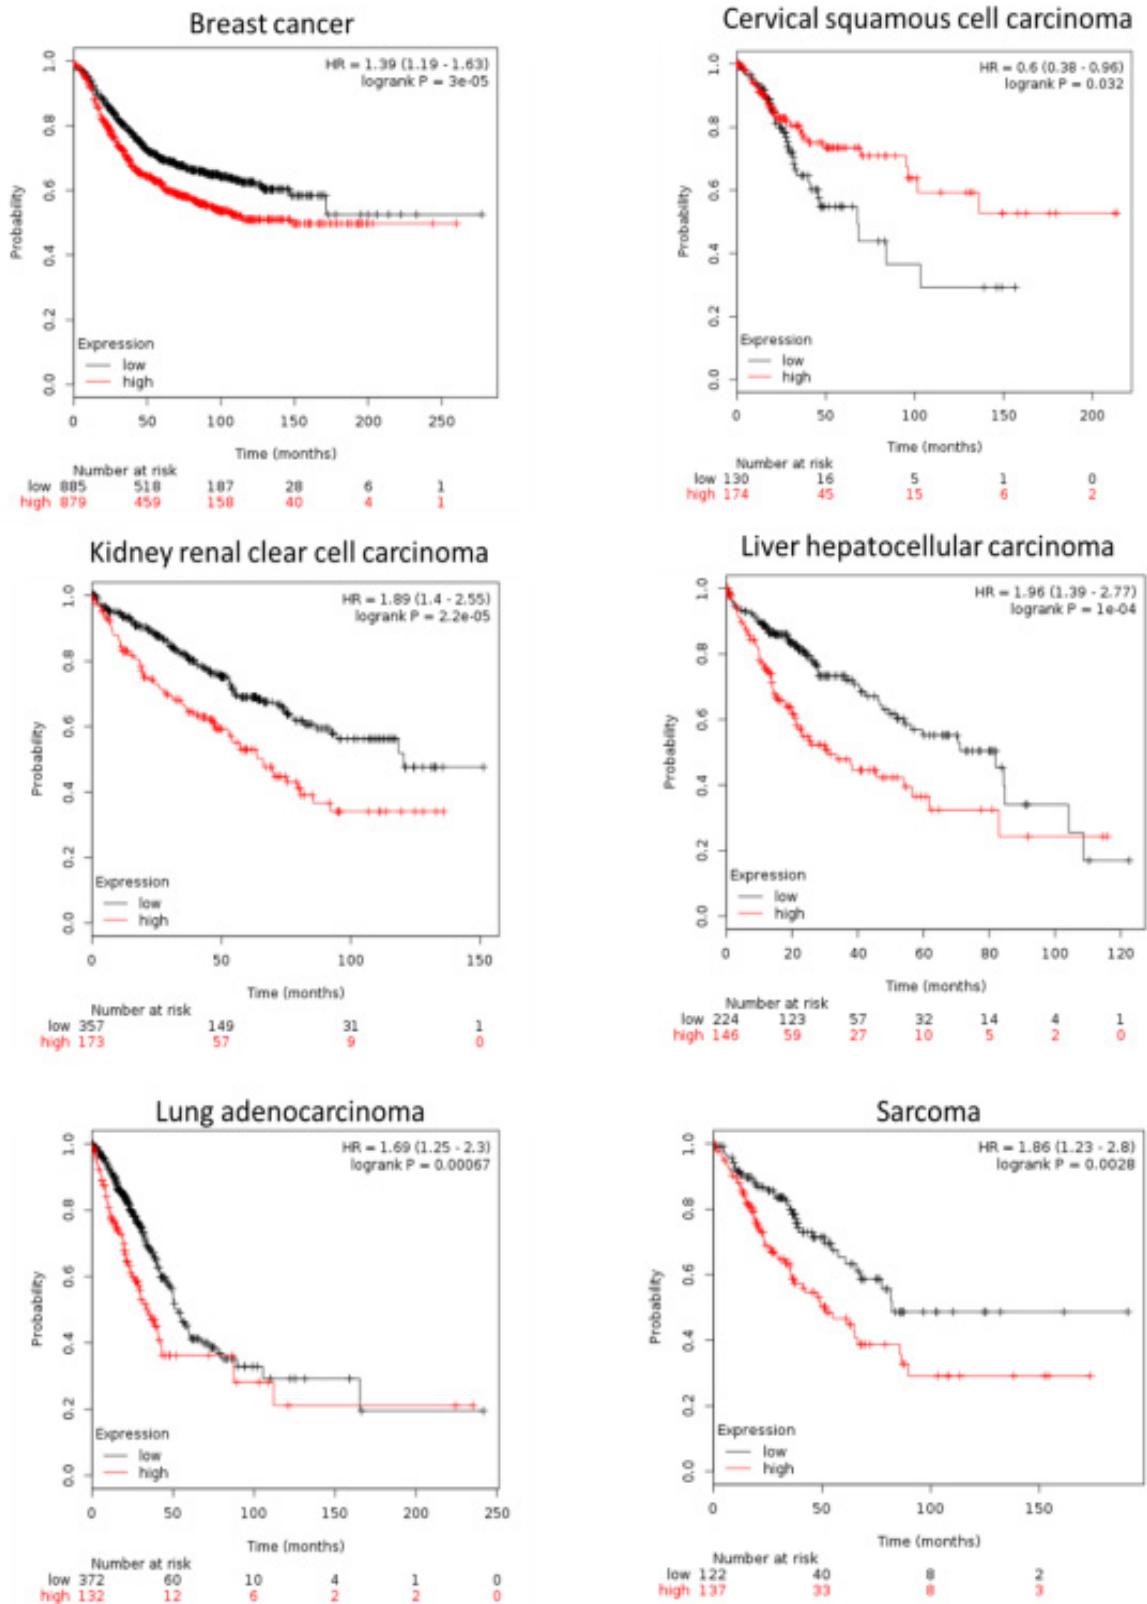 Breast cancer
HR = 1.39 (1.19 - 1.63)
logrank P = 3e-05
Probability
1.0
0.8
0.6
0.4
0.2
0.0
Expression
low
high
0 50 100 150 200 250
Time (months)
Number at risk
low 885 518 187 28 6 1
high 879 459 158 40 4 1
Cervical squamous cell carcinoma
HR = 0.6 (0.38 - 0.96)
logrank P = 0.032
Probability
1.0
0.8
0.6
0.4
0.2
0.0
Expression
low
high
0 50 100 150 200
Time (months)
Number at risk
low 130 16 5 1 0
high 174 45 15 6 2
Kidney renal clear cell carcinoma
HR = 1.89 (1.4 - 2.55)
logrank P = 2.2e-05
Probability
1.0
0.8
0.6
0.4
0.2
0.0
Expression
low
high
0 50 100 150
Time (months)
Number at risk
low 357 149 31 1
high 173 57 9 0
Liver hepatocellular carcinoma
HR = 1.96 (1.39 - 2.77)
logrank P = 1e-04
Probability
1.0
0.8
0.6
0.4
0.2
0.0
Expression
low
high
0 20 40 60 80 100 120
Time (months)
Number at risk
low 224 123 57 32 14 4 1
high 146 59 27 10 5 2 0
Lung adenocarcinoma
HR = 1.69 (1.25 - 2.3)
logrank P = 0.00067
Probability
1.0
0.8
0.6
0.4
0.2
0.0
Expression
low
high
0 50 100 150 200 250
Time (months)
Number at risk
low 372 60 10 4 1 0
high 132 12 6 2 2 0
Sarcoma
HR = 1.86 (1.23 - 2.8)
logrank P = 0.0028
Probability
1.0
0.8
0.6
0.4
0.2
0.0
Expression
low
high
0 50 100 150
Time (months)
Number at risk
low 122 40 8 2
high 137 33 8 3